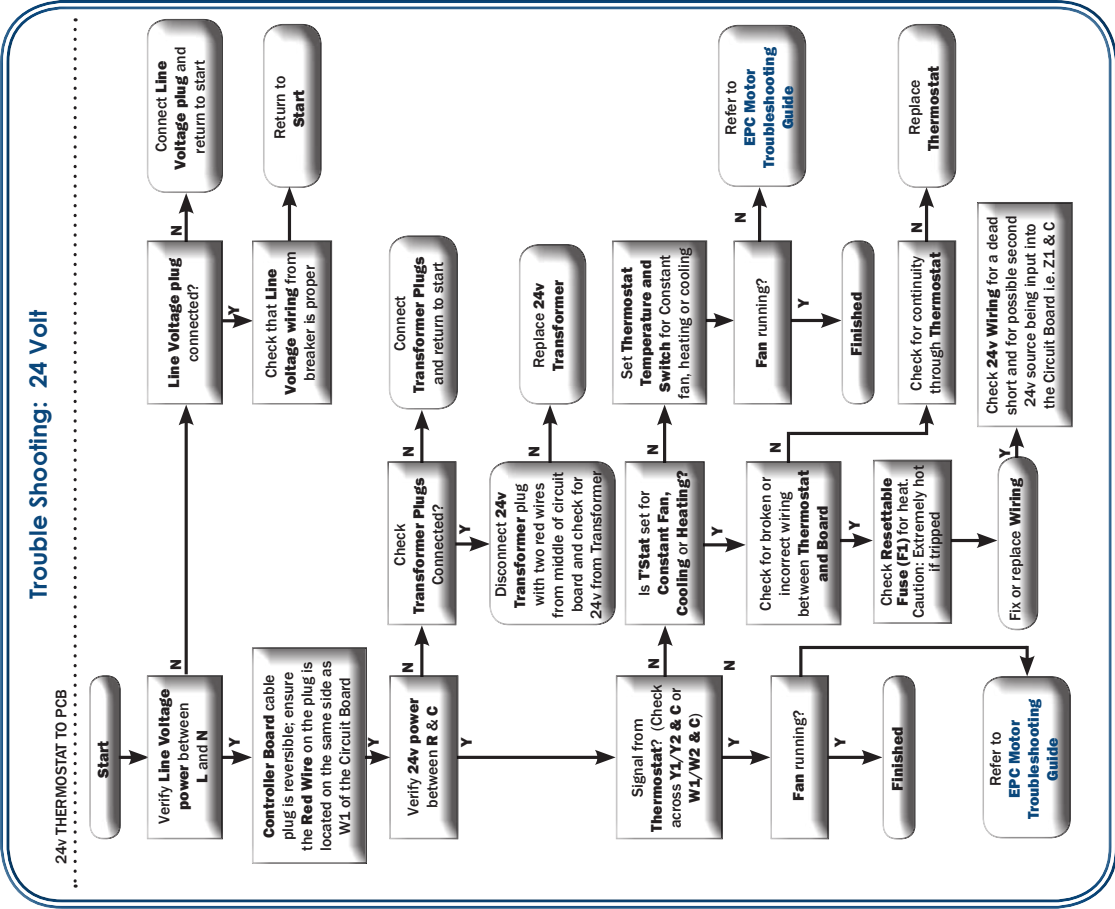 Trouble Shooting: 24 Volt
24v THERMOSTAT TO PCB
Start
Verify Line Voltage
power between
L and N
N
Y
Line Voltage plug
connected?
N
Y
Connect Line
Voltage plug and
return to start
Check that Line
Voltage wiring from
breaker is proper
Return to
Start
Controller Board cable
plug is reversible; ensure
the Red Wire on the plug is
located on the same side as
W1 of the Circuit Board
Y
Verify 24v power
between R & C
N
Y
Check
Transformer Plugs
Connected?
N
Y
Connect
Transformer Plugs
and return to start
Disconnect 24v
Transformer plug
with two red wires
from middle of circuit
board and check for
24v from Transformer
N
Replace 24v
Transformer
Signal from
Thermostat? (Check
across Y1/Y2 & C or
W1/W2 & C)
N
N
Y
Is T'Stat set for
Constant Fan,
Cooling or Heating?
N
Y
Set Thermostat
Temperature and
Switch for Constant
fan, heating or cooling
Fan running?
N
Y
Refer to
EPC Motor
Troubleshooting
Guide
Finished
Check for broken or
incorrect wiring
between Thermostat
and Board
N
Y
Check for continuity
through Thermostat
N
Replace
Thermostat
Check Resettable
Fuse (F1) for heat.
Caution: Extremely hot
if tripped
Fix or replace Wiring
Y
Check 24v Wiring for a dead
short and for possible second
24v source being input into
the Circuit Board i.e. Z1 & C
Fan running?
Y
Finished
Refer to
EPC Motor
Troubleshooting
Guide